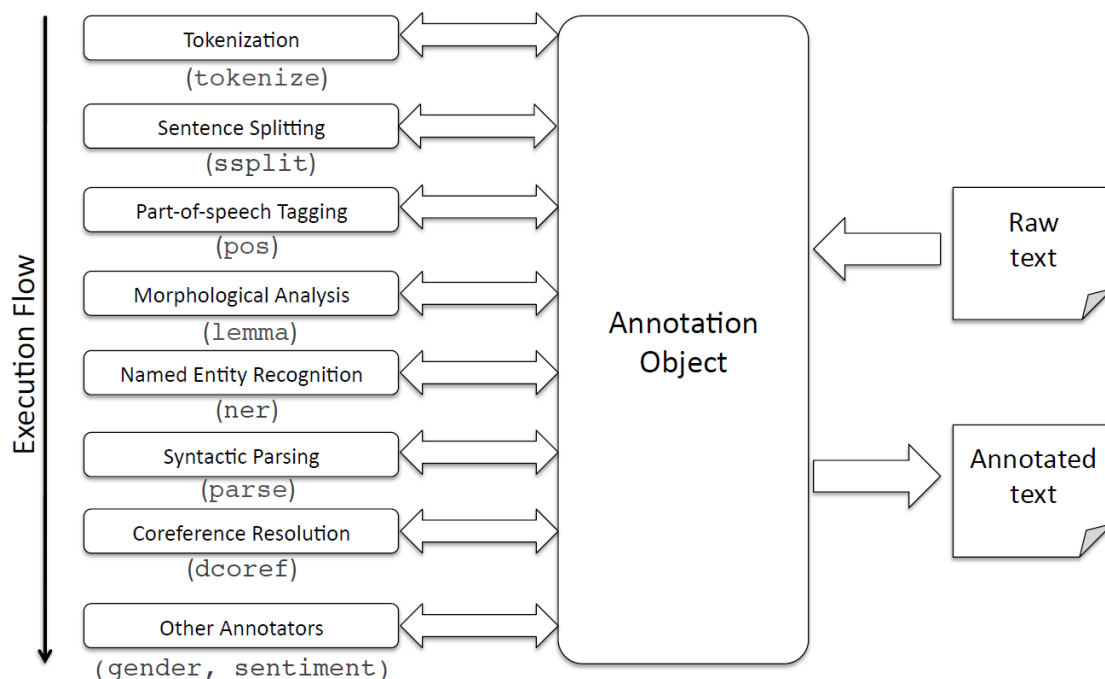 Execution Flow
Tokenization
(tokenize)
Sentence Splitting
(ssplit)
Part-of-speech Tagging
(pos)
Morphological Analysis
(lemma)
Named Entity Recognition
(ner)
Syntactic Parsing
(parse)
Coreference Resolution
(dcoref)
Other Annotators
(gender, sentiment)
Annotation
Object
Raw
text
Annotated
text